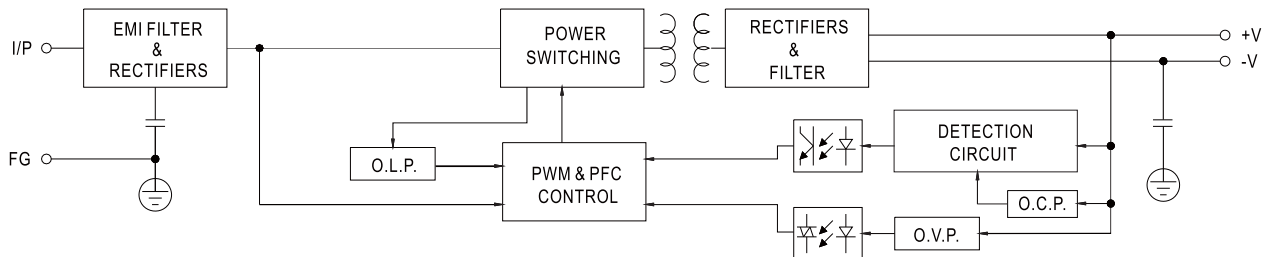 I/P
EMI FILTER
&
RECTIFIERS
POWER
SWITCHING
RECTIFIERS
&
FILTER
+V
-V
FG
O.L.P.
PWM & PFC
CONTROL
DETECTION
CIRCUIT
O.C.P.
O.V.P.